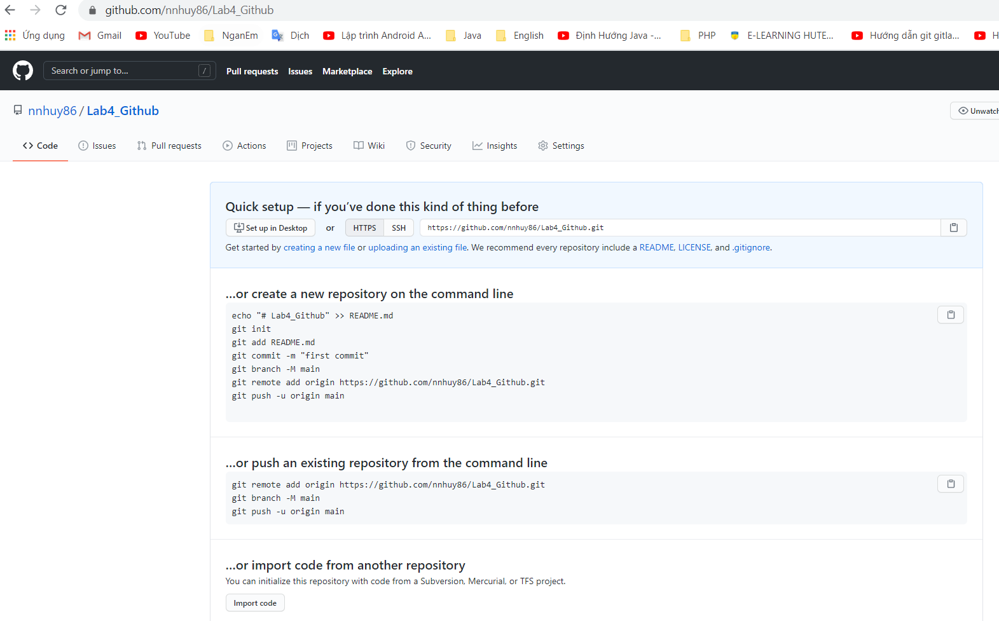 github.com/nnhuy86/Lab4_Github
Ứng dụng Gmail YouTube NganEm Dịch Lập trình Android A... Java English Định Hướng Java -... PHP E-LEARNING HUTE... Hướng dẫn git gitla... H
Search or jump to... / Pull requests Issues Marketplace Explore
nnhuy86 / Lab4_Github
Unwatch
Code Issues Pull requests Actions Projects Wiki Security Insights Settings
Quick setup — if you’ve done this kind of thing before
Set up in Desktop or HTTPS SSH https://github.com/nnhuy86/Lab4_Github.git
Get started by creating a new file or uploading an existing file. We recommend every repository include a README, LICENSE, and .gitignore.
…or create a new repository on the command line
echo "# Lab4_Github" >> README.md
git init
git add README.md
git commit -m "first commit"
git branch -M main
git remote add origin https://github.com/nnhuy86/Lab4_Github.git
git push -u origin main
…or push an existing repository from the command line
git remote add origin https://github.com/nnhuy86/Lab4_Github.git
git branch -M main
git push -u origin main
…or import code from another repository
You can initialize this repository with code from a Subversion, Mercurial, or TFS project.
Import code